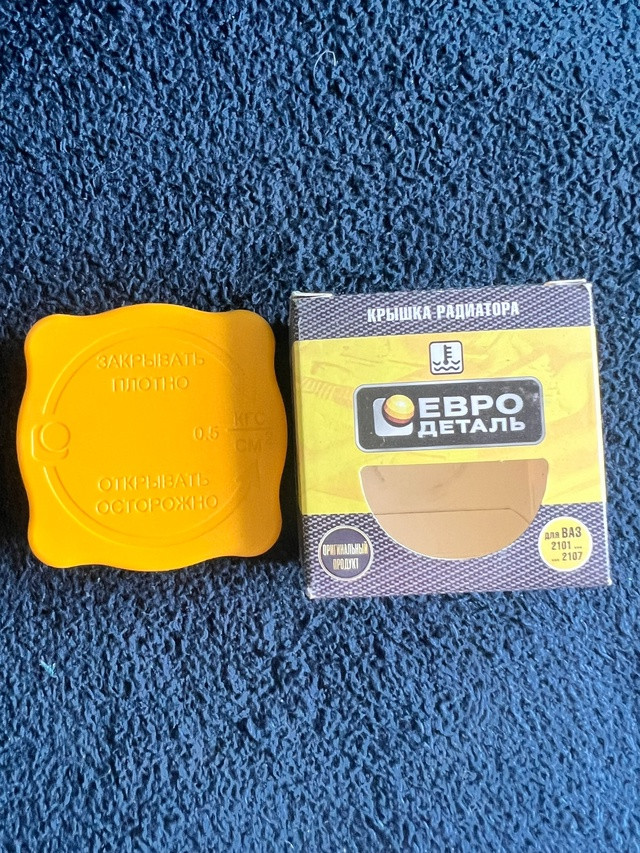 ЗАКРЫВАТЬ
ПЛОТНО
0.5 КГС
СМ²
ОТКРЫВАТЬ
ОСТОРОЖНО
КРЫШКА РАДИАТОРА
ЕВРО
ДЕТАЛЬ
ОРИГИНАЛЬНЫЙ
ПРОДУКТ
для ВАЗ
2101 ...
... 2107